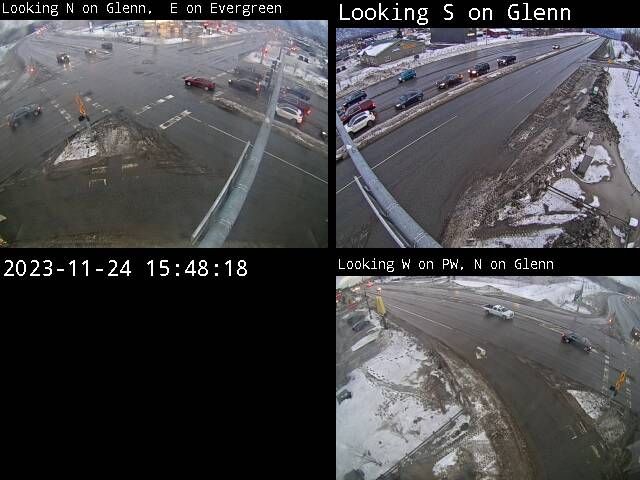 Looking N on Glenn,  E on Evergreen
Looking S on Glenn
2023-11-24 15:48:18
Looking W on PW, N on Glenn